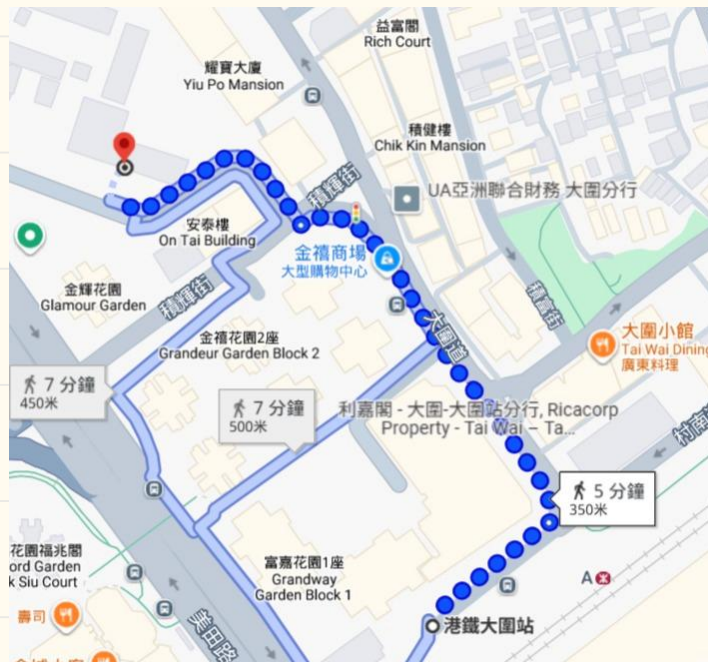 益富閣
Rich Court
耀寶大廈
Yiu Po Mansion
積健樓
Chik Kin Mansion
積輝街
UA亞洲聯合財務 大圍分行
安泰樓
On Tai Building
金禧商場
大型購物中心
金輝花園
Glamour Garden
積輝街
大圍道
積富街
金禧花園2座
Grandeur Garden Block 2
大圍小館
Tai Wai Dining
廣東料理
7 分鐘
450米
7 分鐘
500米
利嘉閣 - 大圍-大圍站分行, Ricacorp
Property - Tai Wai – Ta...
村南道
5 分鐘
350米
花園福兆閣
ord Garden
k Siu Court
富嘉花園1座
Grandway
Garden Block 1
A
壽司
美田路
港鐵大圍站